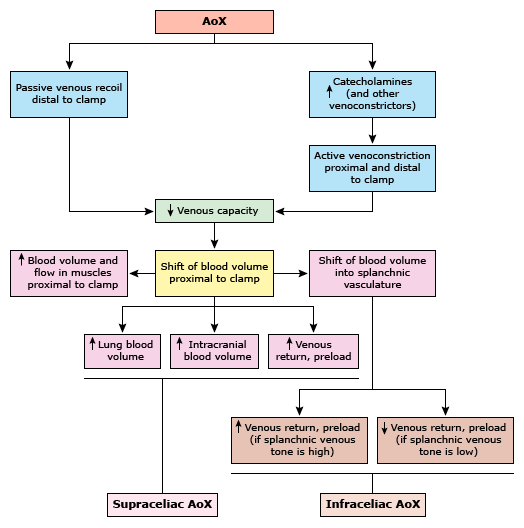 AoX
Passive venous recoil
distal to clamp
↑ Catecholamines
(and other
venoconstrictors)
Active venoconstriction
proximal and distal
to clamp
↓ Venous capacity
↑ Blood volume and
flow in muscles
proximal to clamp
Shift of blood volume
proximal to clamp
Shift of blood volume
into splanchnic
vasculature
↑ Lung blood
volume
↑ Intracranial
blood volume
↑ Venous
return, preload
↑ Venous return, preload
(if splanchnic venous
tone is high)
↓ Venous return, preload
(if splanchnic venous
tone is low)
Supraceliac AoX
Infraceliac AoX